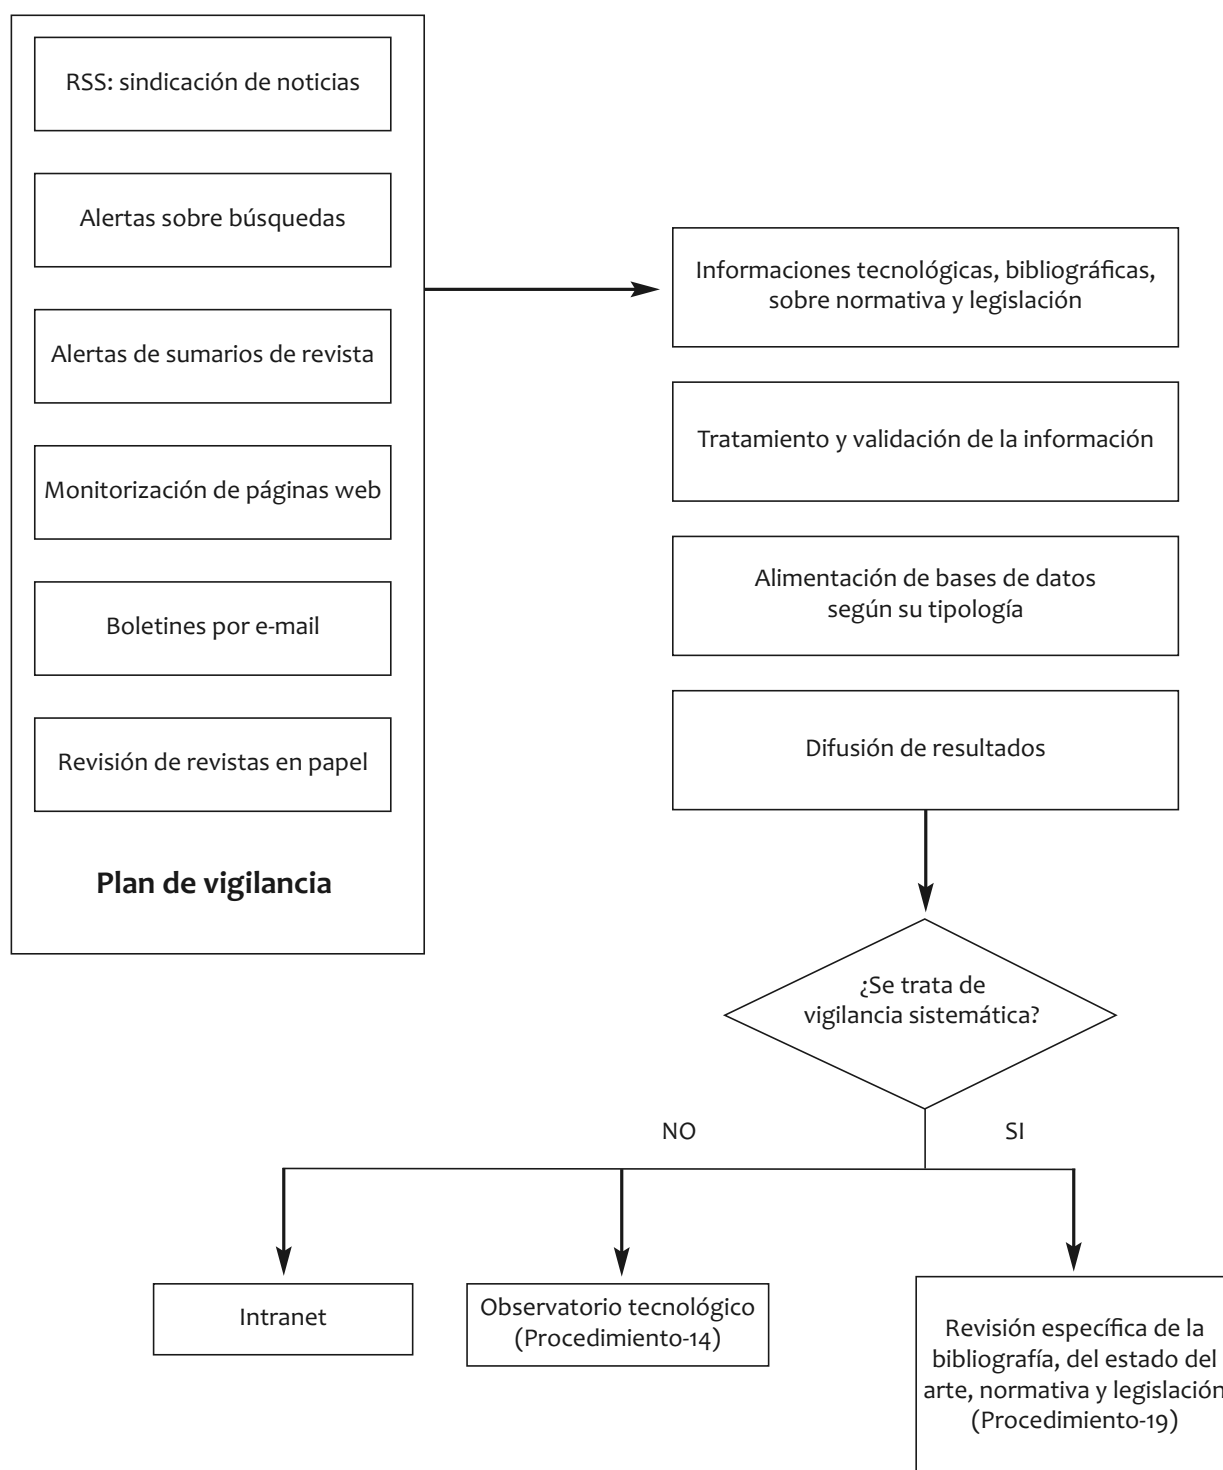 RSS: sindicación de noticias
Alertas sobre búsquedas
Alertas de sumarios de revista
Monitorización de páginas web
Boletines por e-mail
Revisión de revistas en papel
Plan de vigilancia
Informaciones tecnológicas, bibliográficas,
sobre normativa y legislación
Tratamiento y validación de la información
Alimentación de bases de datos
según su tipología
Difusión de resultados
¿Se trata de
vigilancia sistemática?
NO
SI
Intranet
Observatorio tecnológico
(Procedimiento-14)
Revisión específica de la
bibliografía, del estado del
arte, normativa y legislación
(Procedimiento-19)